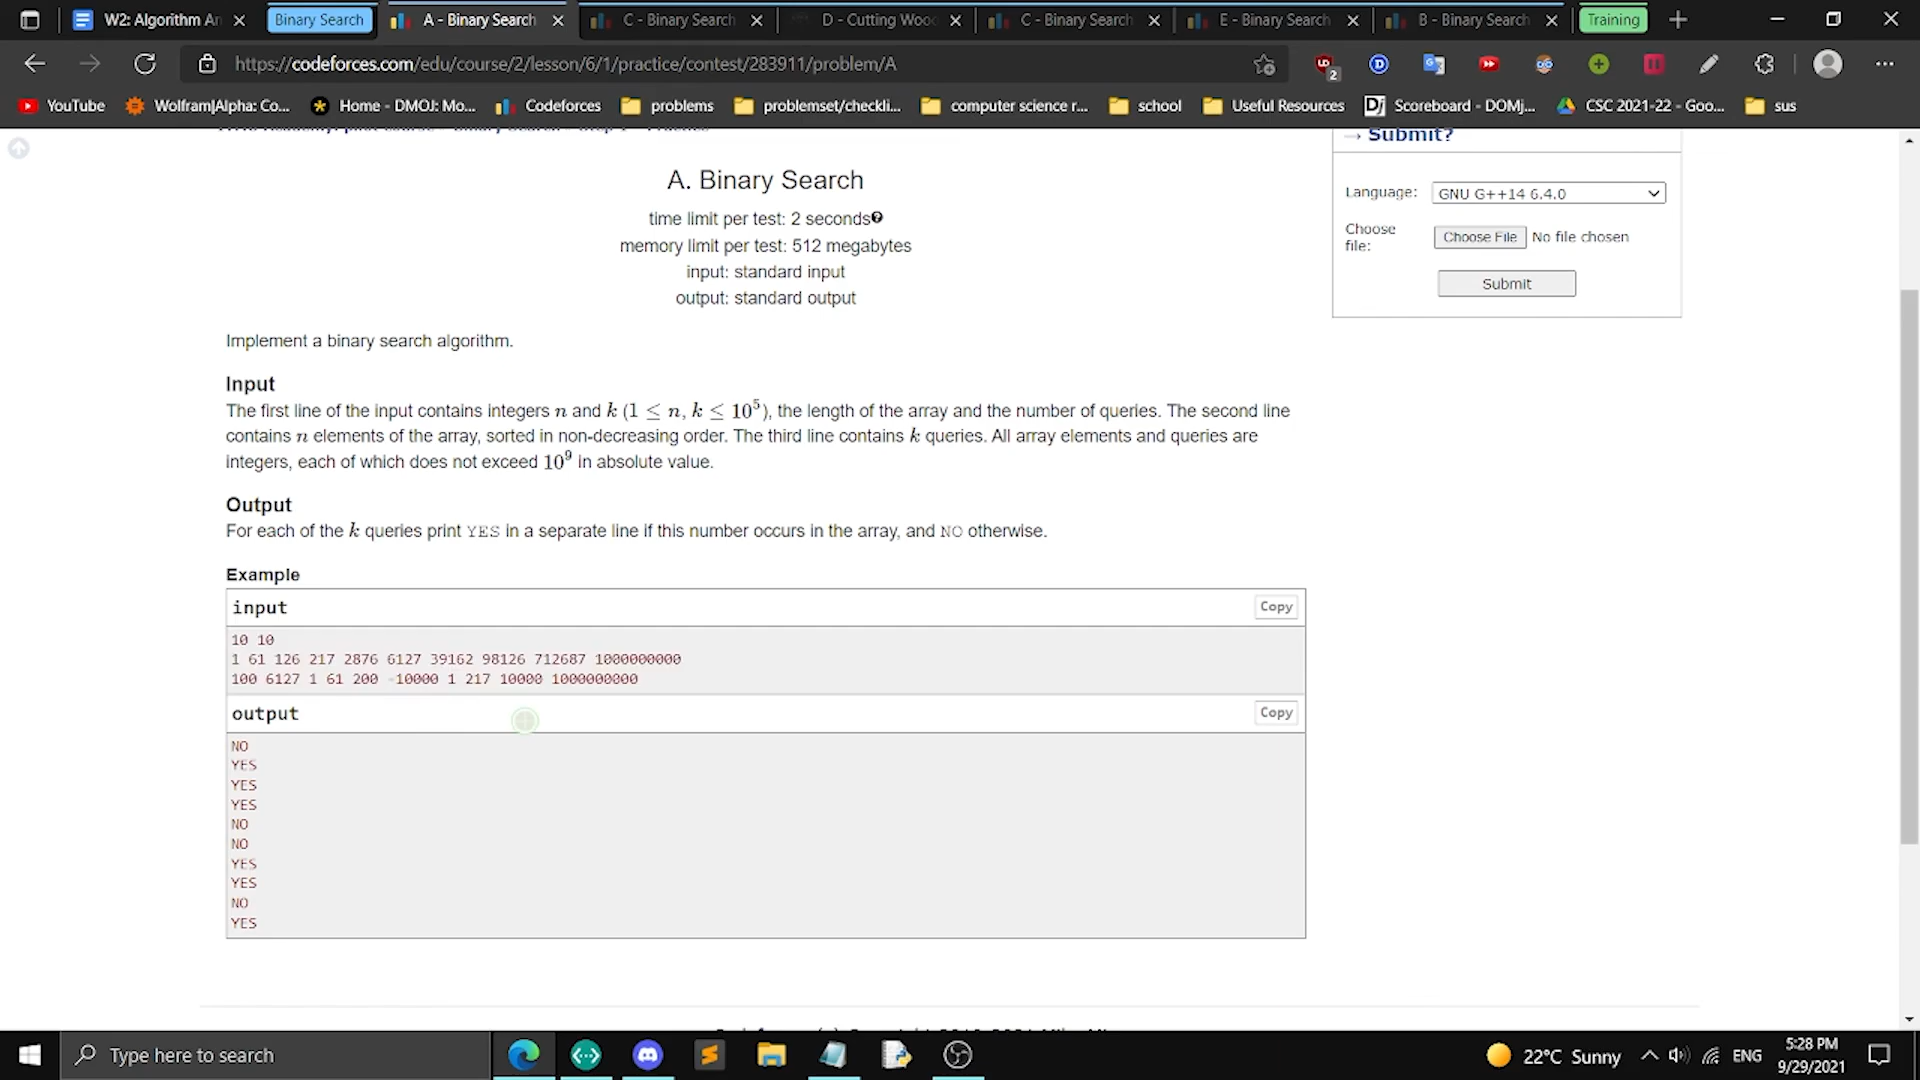 W2: Algorithm An
Binary Search
A - Binary Search
C - Binary Search
D - Cutting Wood
C - Binary Search
E - Binary Search
B - Binary Search
Training
https://codeforces.com/edu/course/2/lesson/6/1/practice/contest/283911/problem/A
2
YouTube
Wolfram|Alpha: Co...
Home - DMOJ: Mo...
Codeforces
problems
problemset/checkli...
computer science r...
school
Useful Resources
Scoreboard - DOMj...
CSC 2021-22 - Goo...
sus
→ Submit?
A. Binary Search
time limit per test: 2 seconds
memory limit per test: 512 megabytes
input: standard input
output: standard output
Language:
GNU G++14 6.4.0
Choose file:
Choose File No file chosen
Submit
Implement a binary search algorithm.
Input
The first line of the input contains integers n and k (1 ≤ n, k ≤ 10⁵), the length of the array and the number of queries. The second line
contains n elements of the array, sorted in non-decreasing order. The third line contains k queries. All array elements and queries are
integers, each of which does not exceed 10⁹ in absolute value.
Output
For each of the k queries print YES in a separate line if this number occurs in the array, and NO otherwise.
Example
input
Copy
10 10
1 61 126 217 2876 6127 39162 98126 712687 1000000000
100 6127 1 61 200 -10000 1 217 10000 1000000000
output
Copy
NO
YES
YES
YES
NO
NO
YES
YES
NO
YES
Type here to search
22°C Sunny
ENG
5:28 PM
9/29/2021